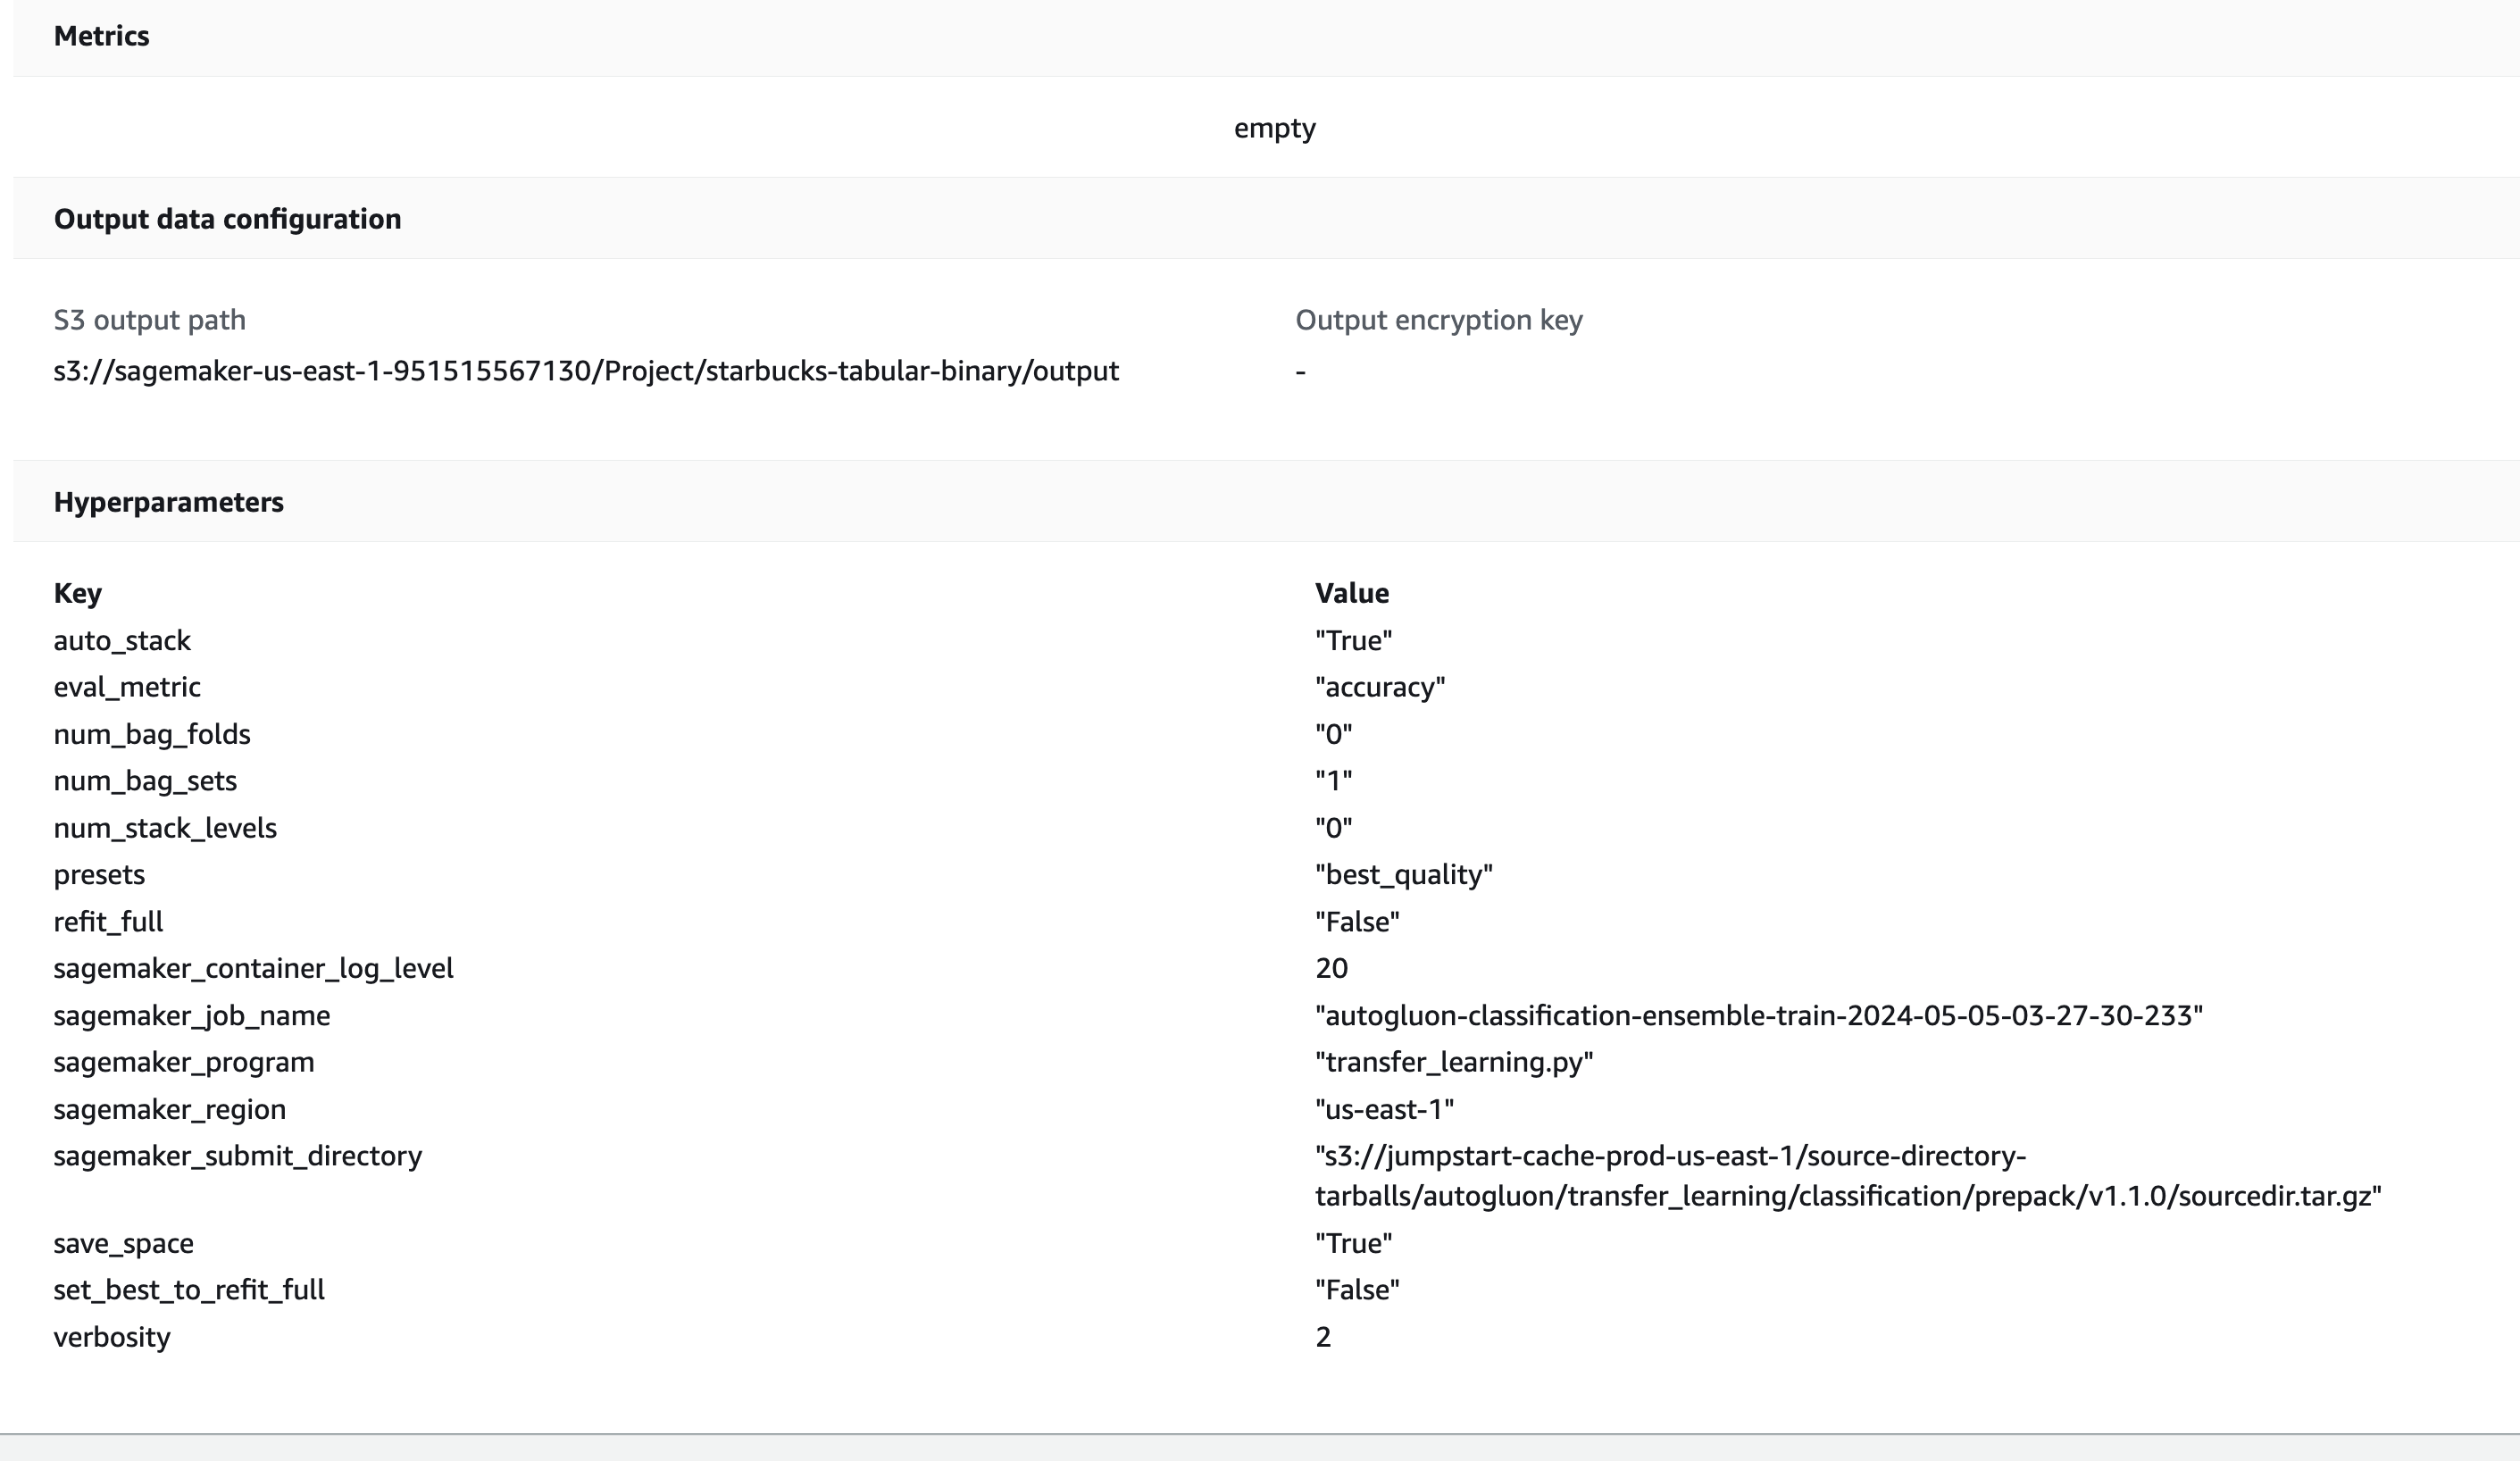 Metrics
empty
Output data configuration
S3 output path Output encryption key
s3://sagemaker-us-east-1-951515567130/Project/starbucks-tabular-binary/output -
Hyperparameters
Key Value
auto_stack "True"
eval_metric "accuracy"
num_bag_folds "0"
num_bag_sets "1"
num_stack_levels "0"
presets "best_quality"
refit_full "False"
sagemaker_container_log_level 20
sagemaker_job_name "autogluon-classification-ensemble-train-2024-05-05-03-27-30-233"
sagemaker_program "transfer_learning.py"
sagemaker_region "us-east-1"
sagemaker_submit_directory "s3://jumpstart-cache-prod-us-east-1/source-directory-
tarballs/autogluon/transfer_learning/classification/prepack/v1.1.0/sourcedir.tar.gz"
save_space "True"
set_best_to_refit_full "False"
verbosity 2